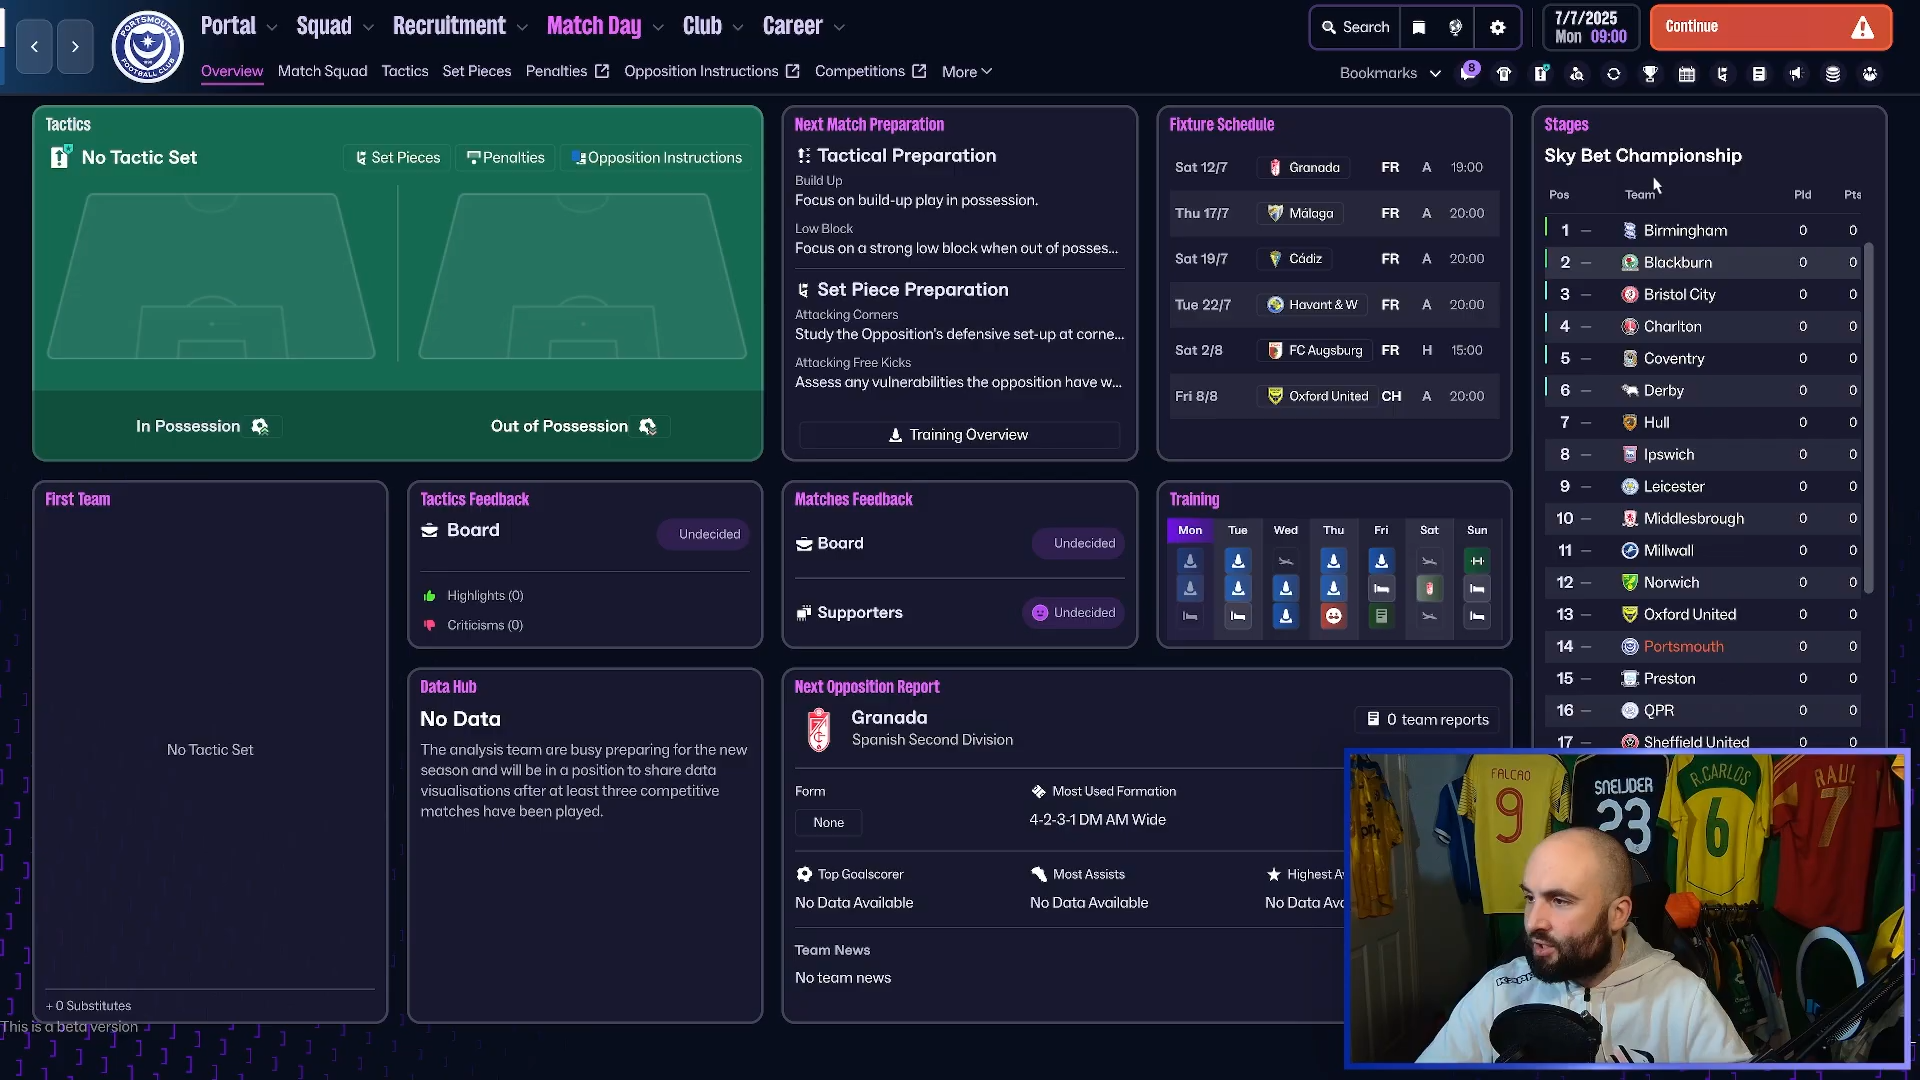 Portal
Squad
Recruitment
Match Day
Club
Career
Search
7/7/2025
Mon 09:00
Continue
Overview
Match Squad
Tactics
Set Pieces
Penalties
Opposition Instructions
Competitions
More
Bookmarks
8
Tactics
No Tactic Set
Set Pieces
Penalties
Opposition Instructions
In Possession
Out of Possession
Next Match Preparation
Tactical Preparation
Build Up
Focus on build-up play in possession.
Low Block
Focus on a strong low block when out of posses...
Set Piece Preparation
Attacking Corners
Study the Opposition's defensive set-up at corne...
Attacking Free Kicks
Assess any vulnerabilities the opposition have w...
Training Overview
Fixture Schedule
Sat 12/7 Granada FR A 19:00
Thu 17/7 Málaga FR A 20:00
Sat 19/7 Cádiz FR A 20:00
Tue 22/7 Havant & W FR A 20:00
Sat 2/8 FC Augsburg FR H 15:00
Fri 8/8 Oxford United CH A 20:00
Stages
Sky Bet Championship
Pos Team Pld Pts
1 Birmingham 0 0
2 Blackburn 0 0
3 Bristol City 0 0
4 Charlton 0 0
5 Coventry 0 0
6 Derby 0 0
7 Hull 0 0
8 Ipswich 0 0
9 Leicester 0 0
10 Middlesbrough 0 0
11 Millwall 0 0
12 Norwich 0 0
13 Oxford United 0 0
14 Portsmouth 0 0
15 Preston 0 0
16 QPR 0 0
17 Sheffield United 0 0
First Team
No Tactic Set
+ 0 Substitutes
This is a beta version
Tactics Feedback
Board
Undecided
Highlights (0)
Criticisms (0)
Matches Feedback
Board
Undecided
Supporters
Undecided
Training
Mon Tue Wed Thu Fri Sat Sun
Data Hub
No Data
The analysis team are busy preparing for the new
season and will be in a position to share data
visualisations after at least three competitive
matches have been played.
Next Opposition Report
Granada
Spanish Second Division
0 team reports
Form
None
Most Used Formation
4-2-3-1 DM AM Wide
Top Goalscorer
No Data Available
Most Assists
No Data Available
Highest
No Data
Team News
No team news
FALCAO
9
SNEIJDER
23
R.CARLOS
6
RAUL
7
Kappa